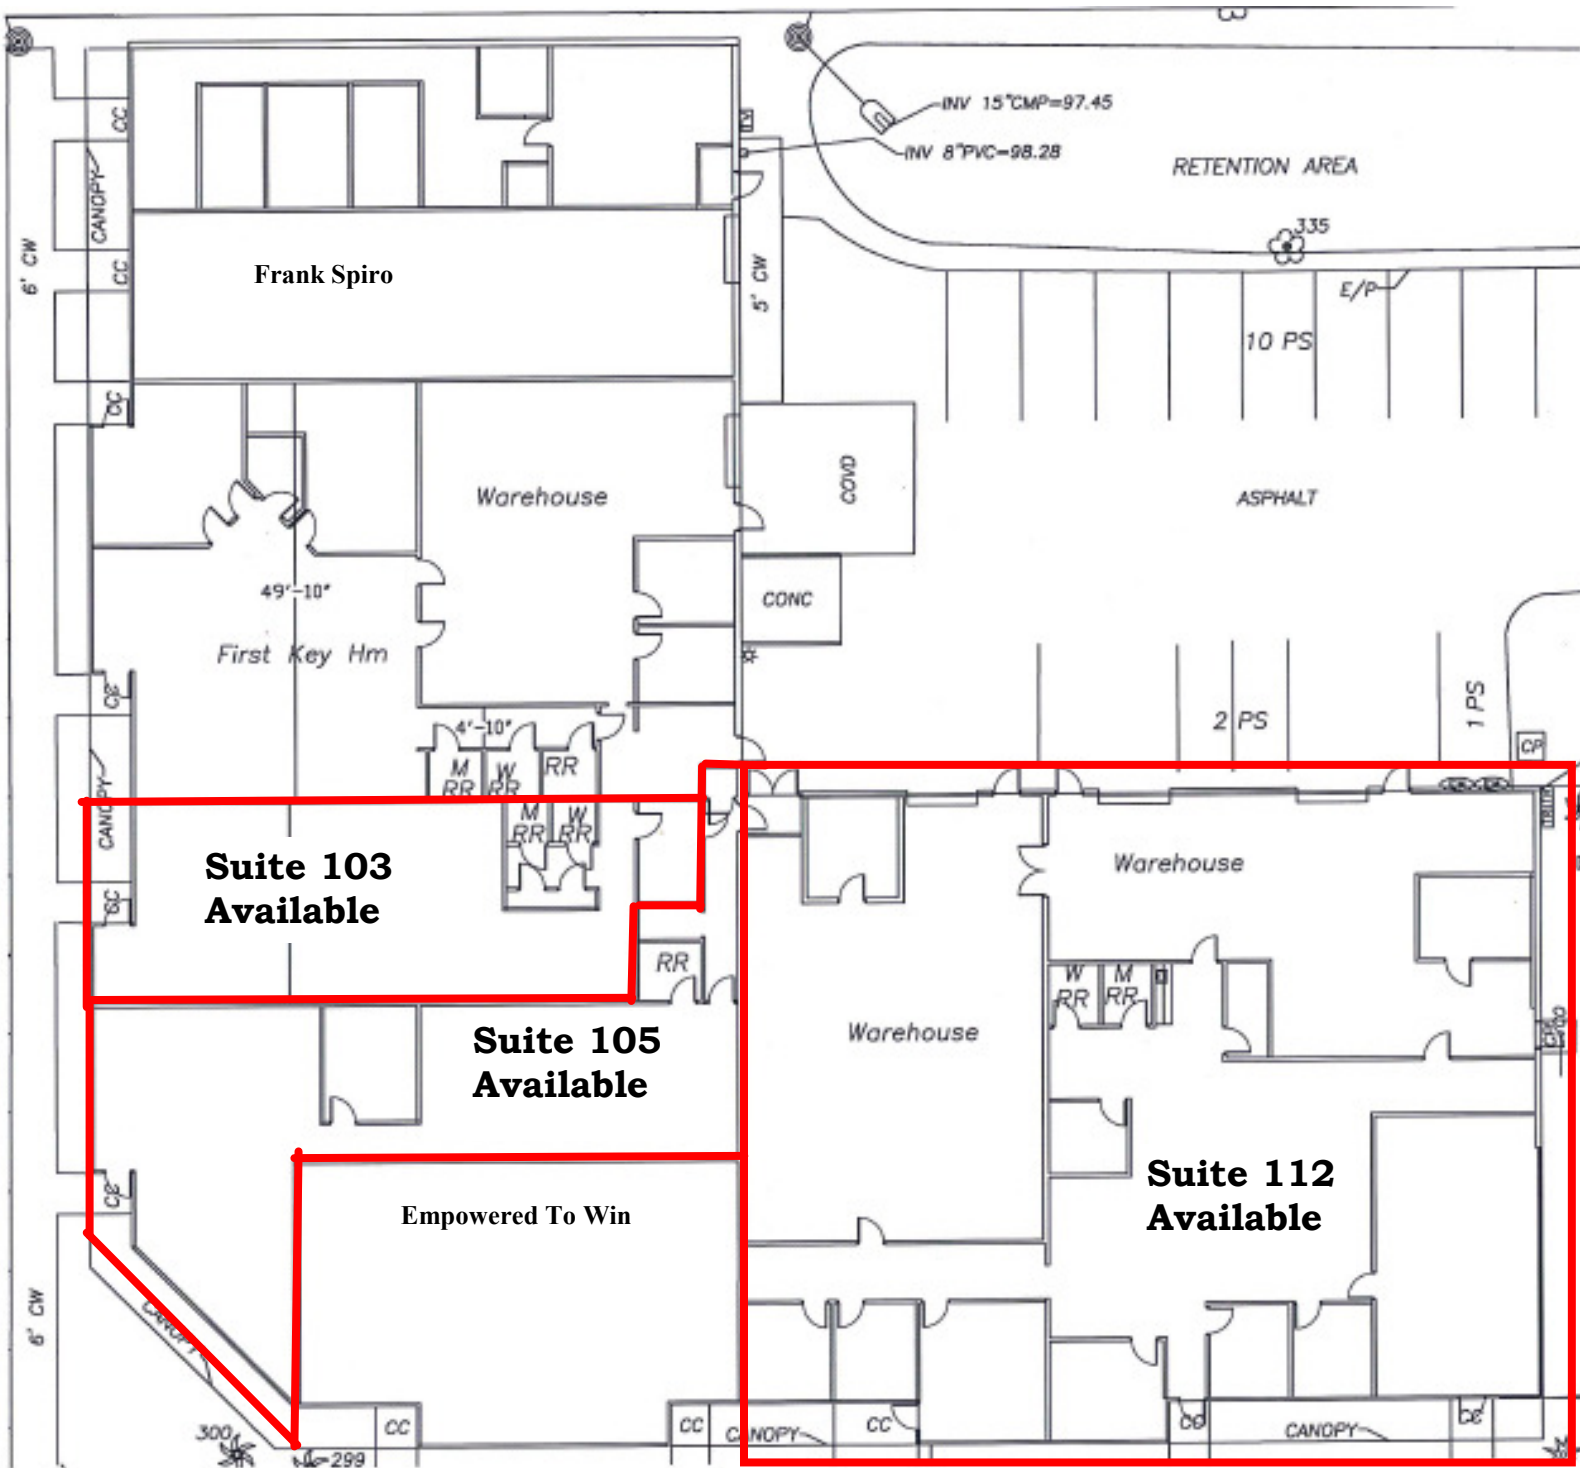 INV 15"CMP=97.45
INV 8"PVC=98.28
RETENTION AREA
335
E/P
10 PS
ASPHALT
2 PS
1 PS
CP
CC
CANOPY
CC
6' CW
5' CW
Frank Spiro
CC
Warehouse
COVD
CONC
49'-10"
First Key Hm
CC
4'-10"
M
RR
W
RR
RR
CANOPY
M
RR
W
RR
Suite 103
Available
CC
RR
Suite 105
Available
Warehouse
Warehouse
W
RR
M
RR
Suite 112
Available
CC
Empowered To Win
6' CW
CANOPY
300
299
CC
CC
CANOPY
CC
CC
CANOPY
CC